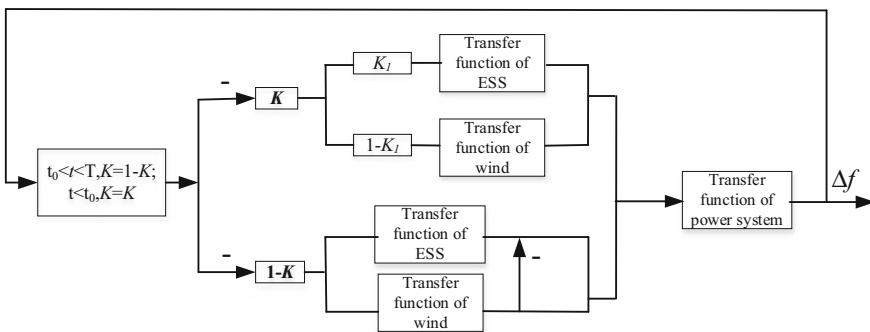 Transfer
function of
ESS
K₁
-
K
1-K₁
Transfer
function of
wind
t₀<t<T,K=1-K;
t<t₀,K=K
Transfer
function of
power system
Δf
-
1-K
Transfer
function of
ESS
-
Transfer
function of
wind